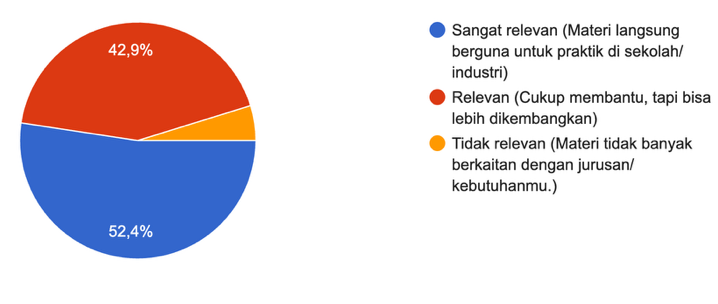 42,9%
52,4%
Sangat relevan (Materi langsung
berguna untuk praktik di sekolah/
industri)
Relevan (Cukup membantu, tapi bisa
lebih dikembangkan)
Tidak relevan (Materi tidak banyak
berkaitan dengan jurusan/
kebutuhanmu.)